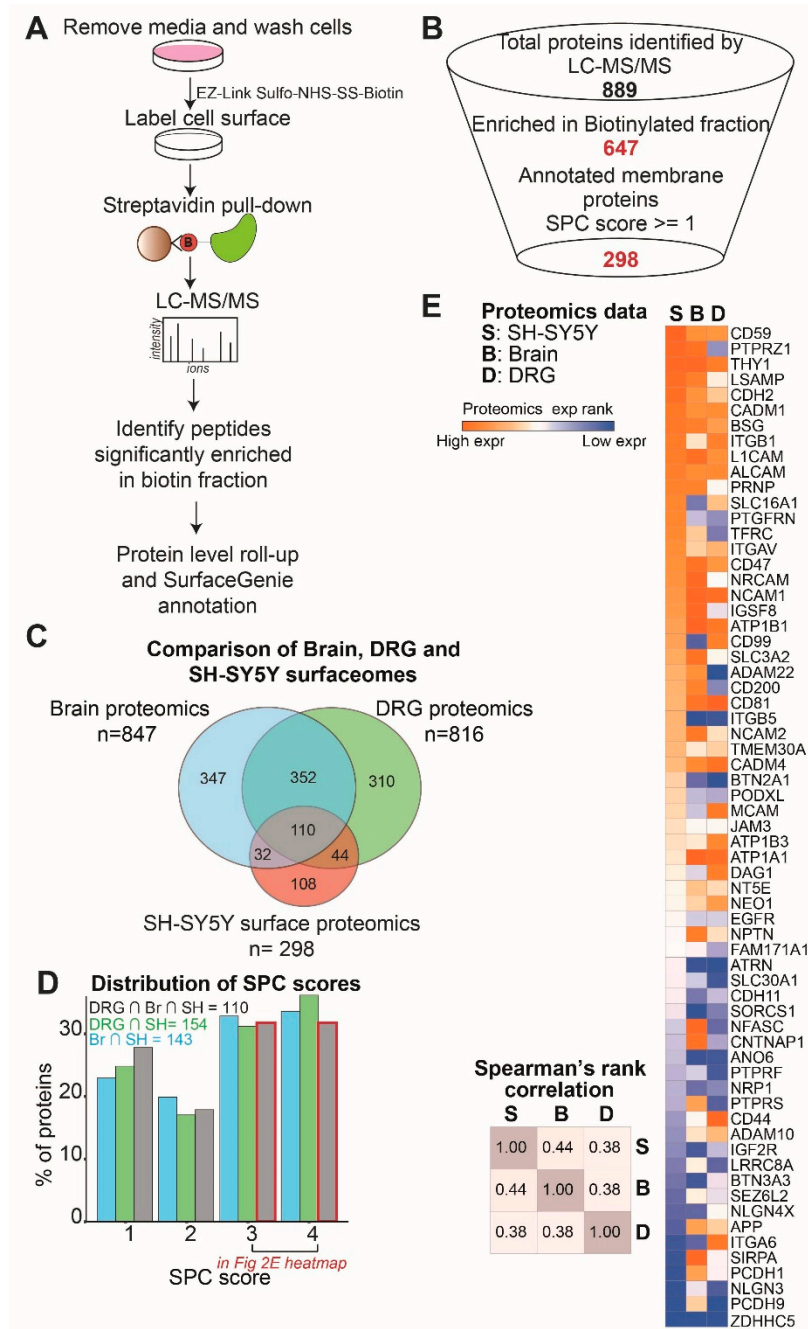 A
Remove media and wash cells
EZ-Link Sulfo-NHS-SS-Biotin
Label cell surface
Streptavidin pull-down
B
LC-MS/MS
intensity
ions
Identify peptides
significantly enriched
in biotin fraction
Protein level roll-up
and SurfaceGenie
annotation
B
Total proteins identified by
LC-MS/MS
889
Enriched in Biotinylated fraction
647
Annotated membrane
proteins
SPC score >= 1
298
C
Comparison of Brain, DRG and
SH-SY5Y surfaceomes
Brain proteomics
n=847
DRG proteomics
n=816
347
352
310
110
32
44
108
SH-SY5Y surface proteomics
n= 298
D
Distribution of SPC scores
DRG ∩ Br ∩ SH = 110
DRG ∩ SH= 154
Br ∩ SH = 143
% of proteins
30
20
10
0
1 2 3 4
in Fig 2E heatmap
SPC score
E
Proteomics data
S: SH-SY5Y
B: Brain
D: DRG
Proteomics exp rank
High expr Low expr
S B D
CD59
PTPRZ1
THY1
LSAMP
CDH2
CADM1
BSG
ITGB1
L1CAM
ALCAM
PRNP
SLC16A1
PTGFRN
TFRC
ITGAV
CD47
NRCAM
NCAM1
IGSF8
ATP1B1
CD99
SLC3A2
ADAM22
CD200
CD81
ITGB5
NCAM2
TMEM30A
CADM4
BTN2A1
PODXL
MCAM
JAM3
ATP1B3
ATP1A1
DAG1
NT5E
NEO1
EGFR
NPTN
FAM171A1
ATRN
SLC30A1
CDH11
SORCS1
NFASC
CNTNAP1
ANO6
PTPRF
NRP1
PTPRS
CD44
ADAM10
IGF2R
LRRC8A
BTN3A3
SEZ6L2
NLGN4X
APP
ITGA6
SIRPA
PCDH1
NLGN3
PCDH9
ZDHHC5
Spearman's rank
correlation
S B D
1.00 0.44 0.38 S
0.44 1.00 0.38 B
0.38 0.38 1.00 D